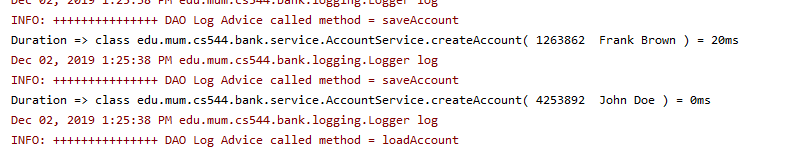 Dec 02, 2019 1:25:38 PM edu.mum.cs544.bank.logging.Logger log
INFO: +++++++++++++++ DAO Log Advice called method = saveAccount
Duration => class edu.mum.cs544.bank.service.AccountService.createAccount( 1263862  Frank Brown ) = 20ms
Dec 02, 2019 1:25:38 PM edu.mum.cs544.bank.logging.Logger log
INFO: +++++++++++++++ DAO Log Advice called method = saveAccount
Duration => class edu.mum.cs544.bank.service.AccountService.createAccount( 4253892  John Doe ) = 0ms
Dec 02, 2019 1:25:38 PM edu.mum.cs544.bank.logging.Logger log
INFO: +++++++++++++++ DAO Log Advice called method = loadAccount